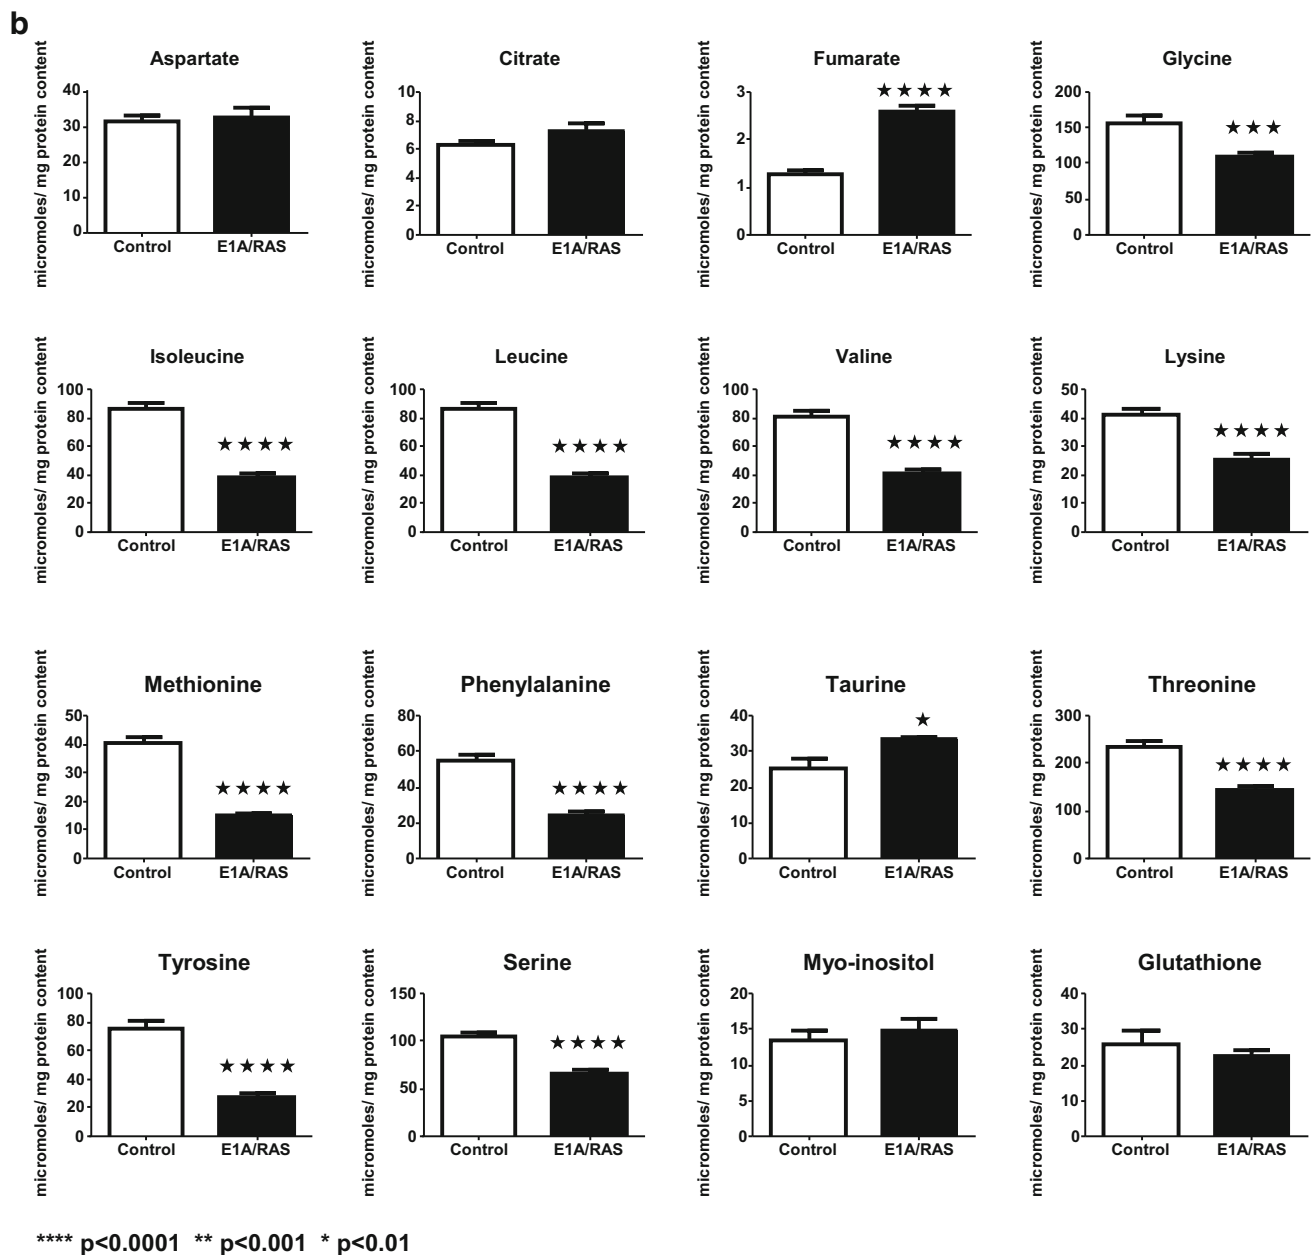 b
Aspartate
micromoles/ mg protein content
40
30
20
10
0
Control E1A/RAS
Citrate
micromoles/ mg protein content
10
8
6
4
2
0
Control E1A/RAS
Fumarate
micromoles/ mg protein content
3
2
1
0
★★★★
Control E1A/RAS
Glycine
micromoles/ mg protein content
200
150
100
50
0
★★★
Control E1A/RAS
Isoleucine
micromoles/ mg protein content
100
80
60
40
20
0
★★★★
Control E1A/RAS
Leucine
micromoles/ mg protein content
100
80
60
40
20
0
★★★★
Control E1A/RAS
Valine
micromoles/ mg protein content
100
80
60
40
20
0
★★★★
Control E1A/RAS
Lysine
micromoles/ mg protein content
50
40
30
20
10
0
★★★★
Control E1A/RAS
Methionine
micromoles/ mg protein content
50
40
30
20
10
0
★★★★
Control E1A/RAS
Phenylalanine
micromoles/ mg protein content
80
60
40
20
0
★★★★
Control E1A/RAS
Taurine
micromoles/ mg protein content
40
30
20
10
0
★
Control E1A/RAS
Threonine
micromoles/ mg protein content
300
200
100
0
★★★★
Control E1A/RAS
Tyrosine
micromoles/ mg protein content
100
80
60
40
20
0
★★★★
Control E1A/RAS
Serine
micromoles/ mg protein content
150
100
50
0
★★★★
Control E1A/RAS
Myo-inositol
micromoles/ mg protein content
20
15
10
5
0
Control E1A/RAS
Glutathione
micromoles/ mg protein content
40
30
20
10
0
Control E1A/RAS
**** p<0.0001 ** p<0.001 * p<0.01